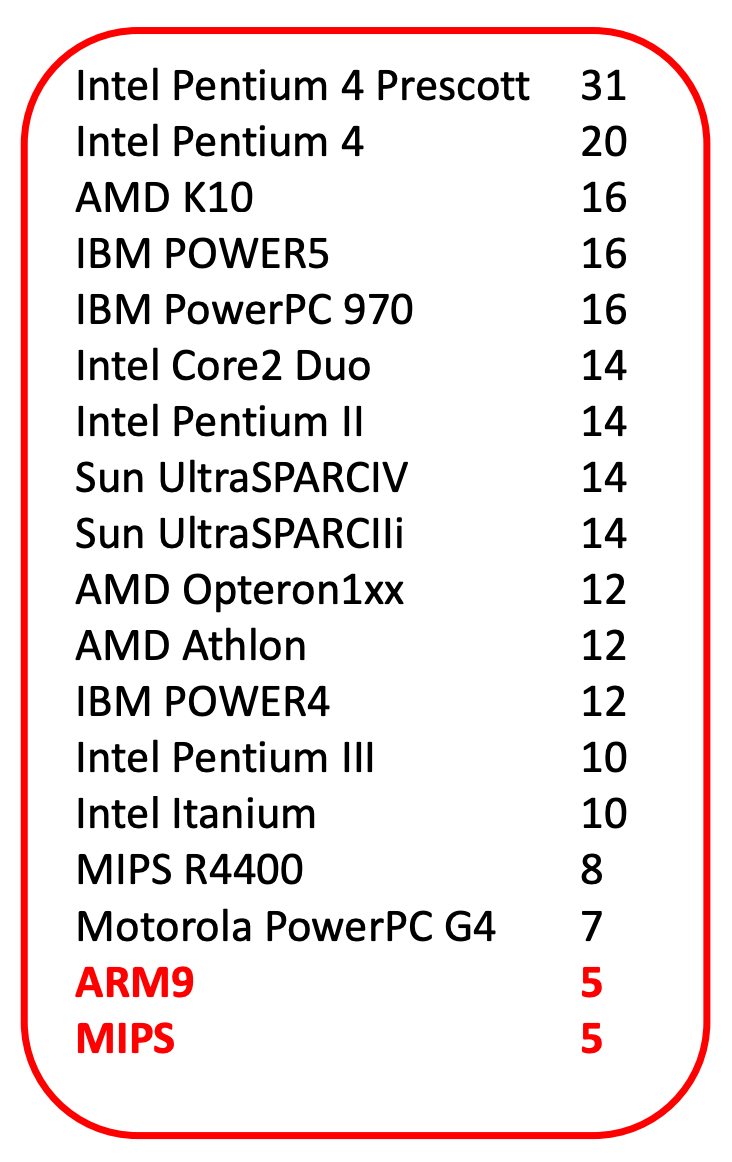 Intel Pentium 4 Prescott 31
Intel Pentium 4 20
AMD K10 16
IBM POWER5 16
IBM PowerPC 970 16
Intel Core2 Duo 14
Intel Pentium II 14
Sun UltraSPARCIV 14
Sun UltraSPARCIIi 14
AMD Opteron1xx 12
AMD Athlon 12
IBM POWER4 12
Intel Pentium III 10
Intel Itanium 10
MIPS R4400 8
Motorola PowerPC G4 7
ARM9 5
MIPS 5